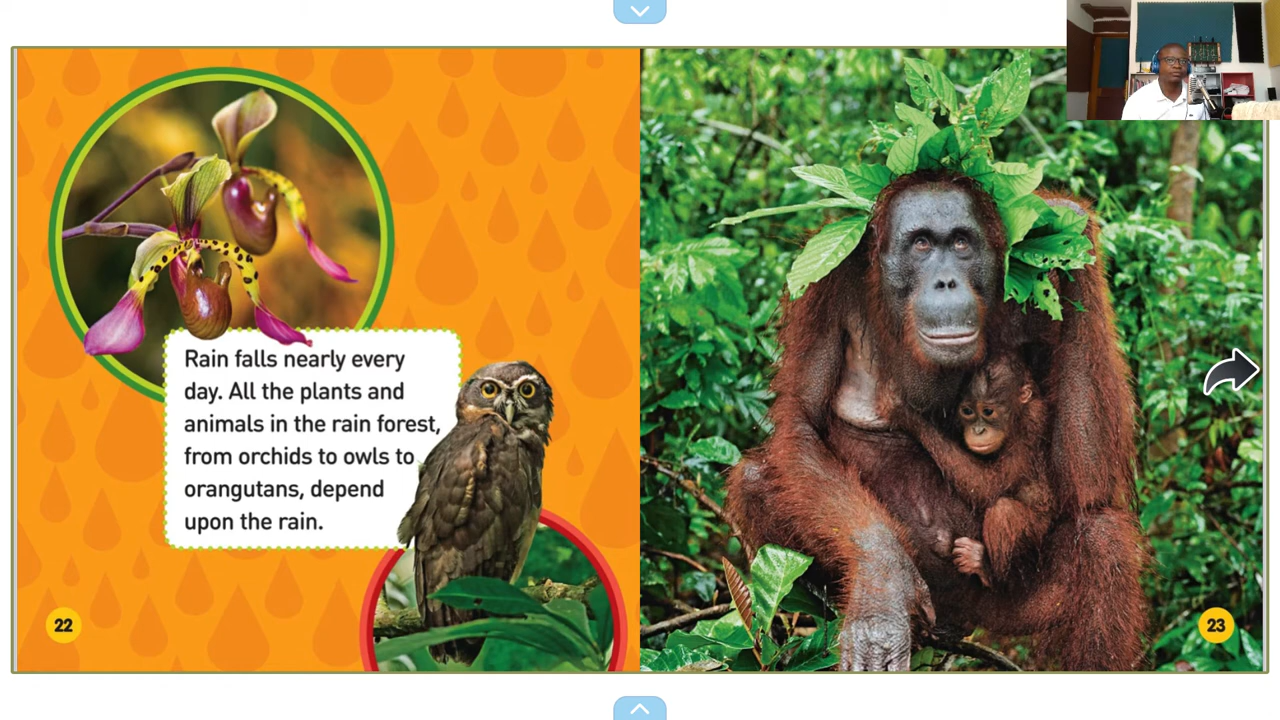 Rain falls nearly every
day. All the plants and
animals in the rain forest,
from orchids to owls to
orangutans, depend
upon the rain.
22
23